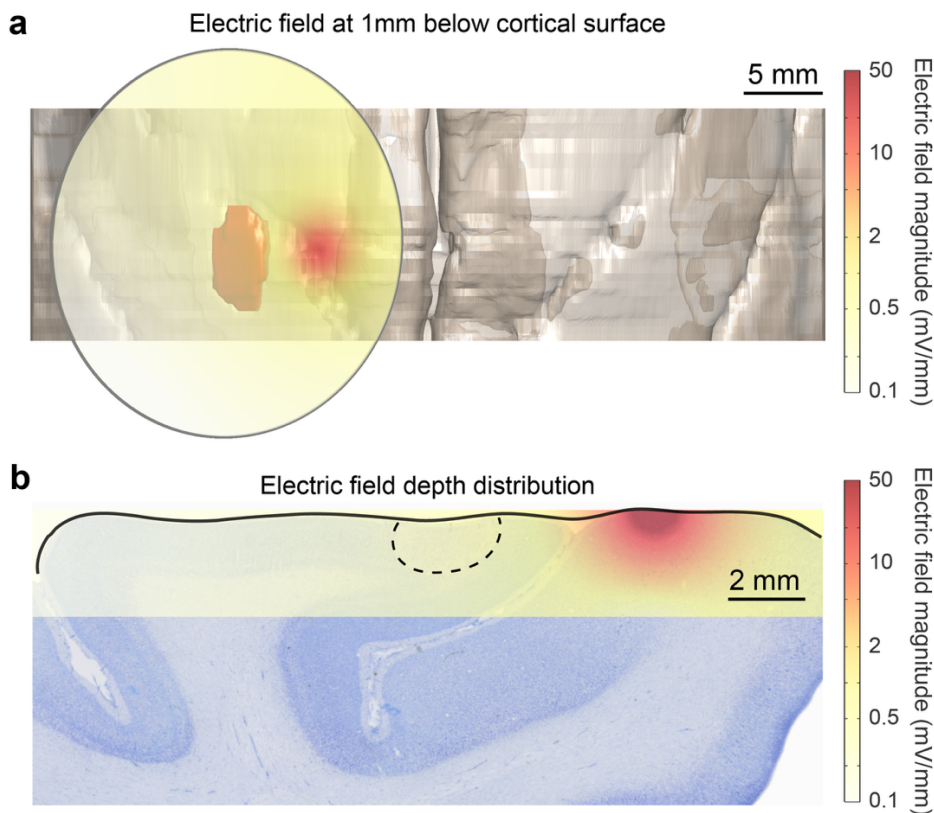 a
Electric field at 1mm below cortical surface
5 mm
50
10
2
0.5
0.1
Electric field magnitude (mV/mm)
b
Electric field depth distribution
2 mm
50
10
2
0.5
0.1
Electric field magnitude (mV/mm)